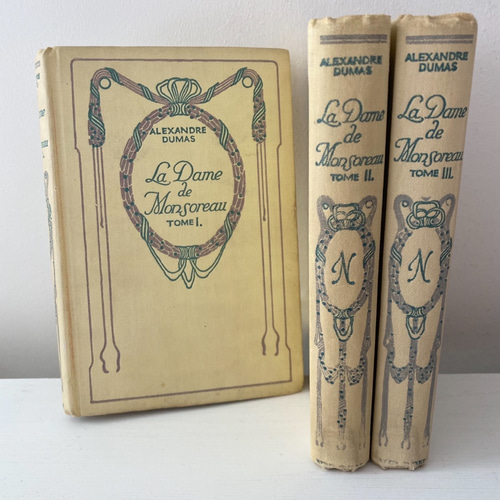 ALEXANDRE
DUMAS
La Dame
de
Monsoreau
TOME I.
ALEXANDRE
DUMAS
La Dame
de
Monsoreau
TOME II.
N
ALEXANDRE
DUMAS
La Dame
de
Monsoreau
TOME III.
N